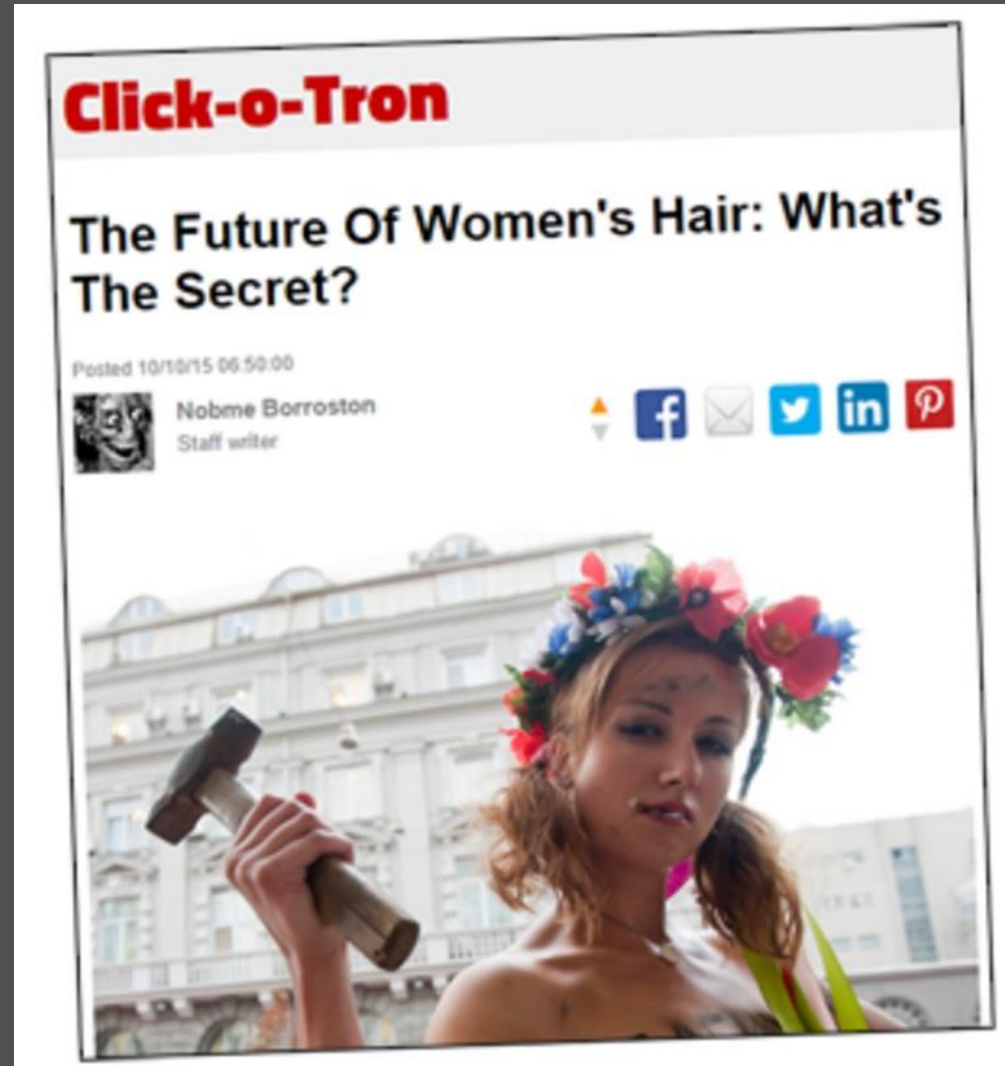 Click-o-Tron
The Future Of Women's Hair: What's
The Secret?
Posted 10/10/15 06:50:00
Nobme Borroston
Staff writer